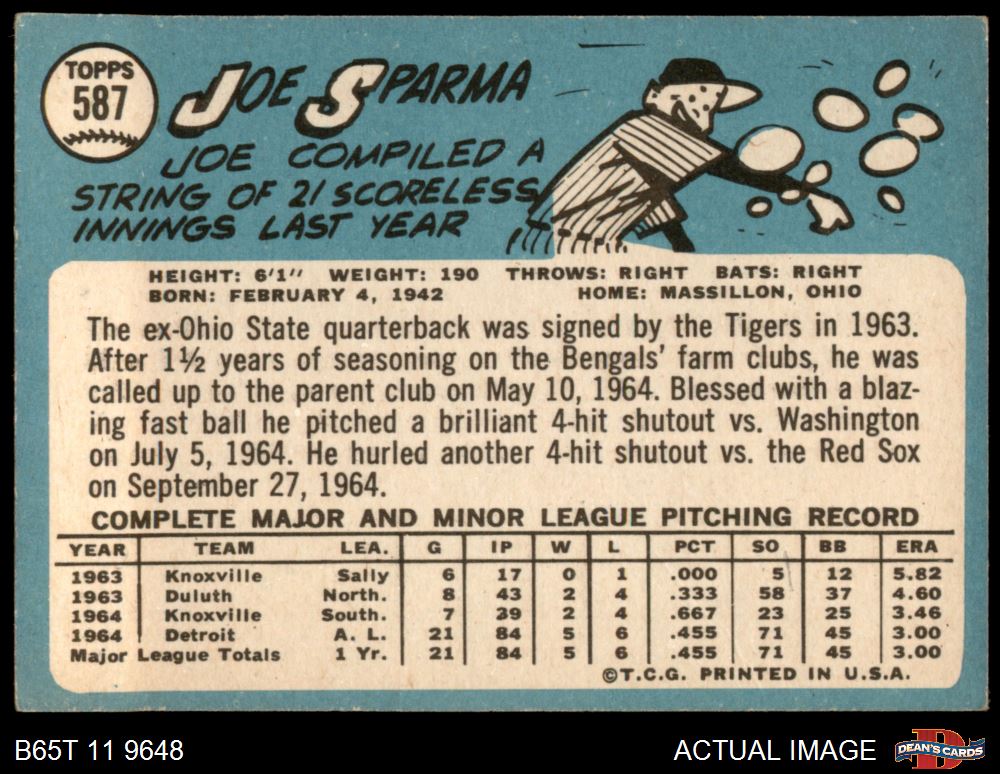 TOPPS
587
JOE SPARMA
JOE COMPILED A
STRING OF 21 SCORELESS
INNINGS LAST YEAR
HEIGHT: 6'1" WEIGHT: 190 THROWS: RIGHT BATS: RIGHT
BORN: FEBRUARY 4, 1942 HOME: MASSILLON, OHIO
The ex-Ohio State quarterback was signed by the Tigers in 1963.
After 1½ years of seasoning on the Bengals' farm clubs, he was
called up to the parent club on May 10, 1964. Blessed with a blaz-
ing fast ball he pitched a brilliant 4-hit shutout vs. Washington
on July 5, 1964. He hurled another 4-hit shutout vs. the Red Sox
on September 27, 1964.
COMPLETE MAJOR AND MINOR LEAGUE PITCHING RECORD
YEAR TEAM LEA. G IP W L PCT SO BB ERA
1963 Knoxville Sally 6 17 0 1 .000 5 12 5.82
1963 Duluth North. 8 43 2 4 .333 58 37 4.60
1964 Knoxville South. 7 39 2 4 .667 23 25 3.46
1964 Detroit A. L. 21 84 5 6 .455 71 45 3.00
Major League Totals 1 Yr. 21 84 5 6 .455 71 45 3.00
©T.C.G. PRINTED IN U.S.A.
B65T 11 9648 ACTUAL IMAGE DEAN'S CARDS